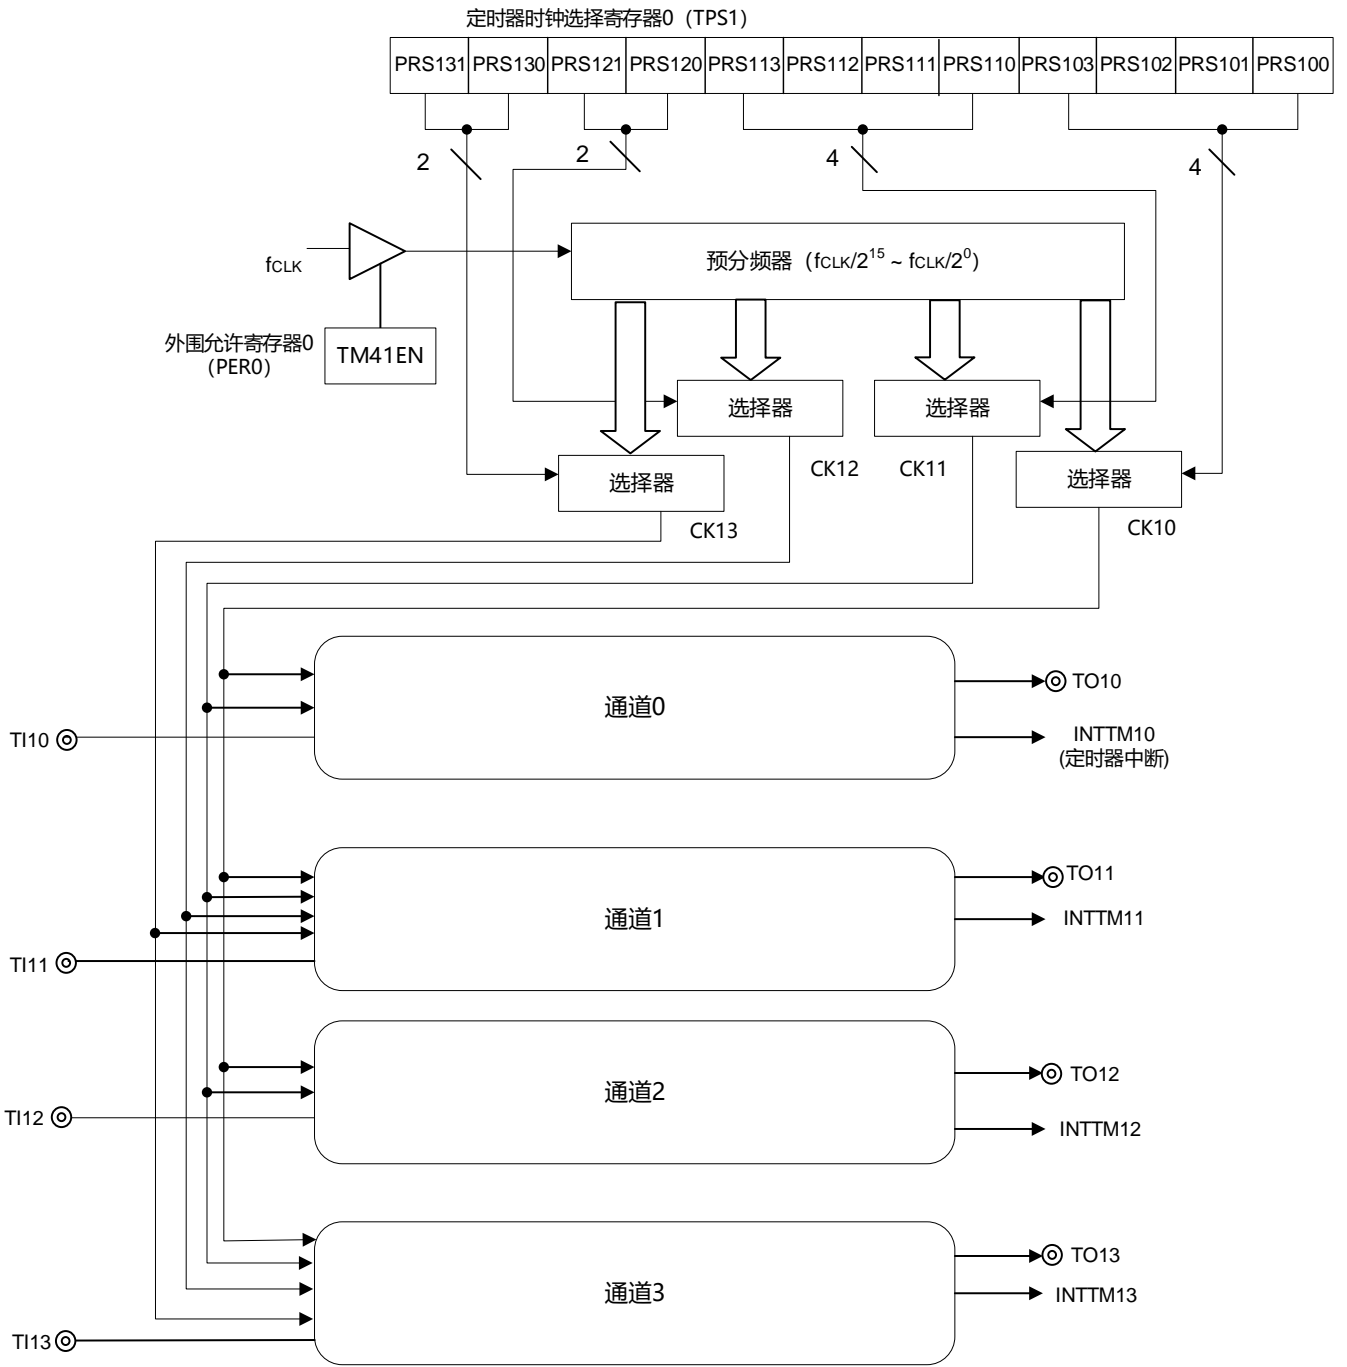 定时器时钟选择寄存器0（TPS1）
PRS131 PRS130 PRS121 PRS120 PRS113 PRS112 PRS111 PRS110 PRS103 PRS102 PRS101 PRS100
2
2
4
4
fCLK
预分频器（fCLK/2^15 ~ fCLK/2^0）
外围允许寄存器0
（PER0）
TM41EN
选择器
选择器
选择器
选择器
CK12
CK11
CK13
CK10
通道0
TO10
TI10
INTTM10
(定时器中断)
通道1
TO11
INTTM11
TI11
通道2
TO12
TI12
INTTM12
通道3
TO13
INTTM13
TI13